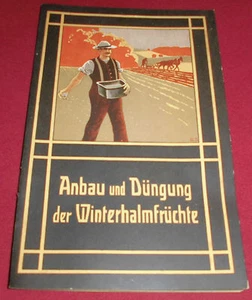 Anbau und Düngung
der Winterhalmfrüchte